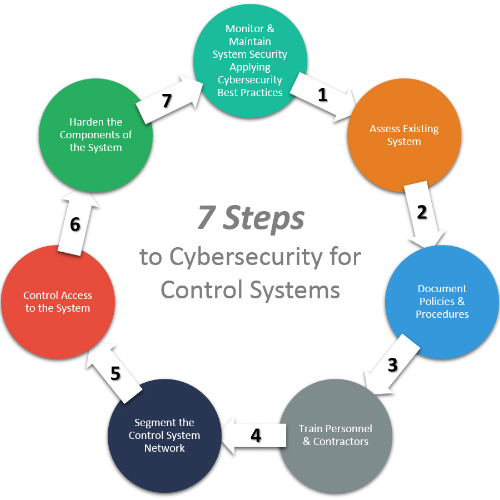 Monitor &
Maintain
System Security
Applying
Cybersecurity
Best Practices
1
Assess Existing
System
2
Document
Policies &
Procedures
3
Train Personnel
& Contractors
4
Segment the
Control System
Network
5
Control Access
to the System
6
Harden the
Components of
the System
7
7 Steps
to Cybersecurity for
Control Systems